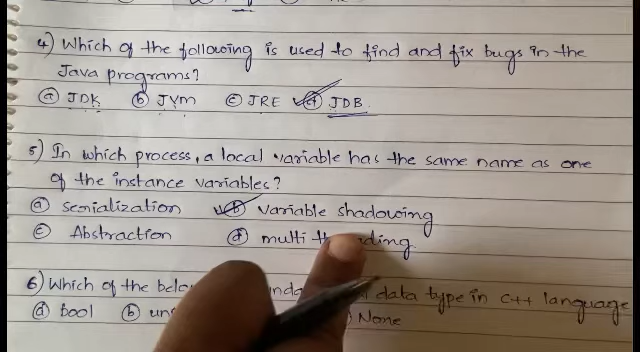 4) Which of the following is used to find and fix bugs in the
Java programs?
ⓐ JDK ⓑ JVM ⓒ JRE ⓓ JDB.
5) In which process, a local variable has the same name as one
of the instance variables?
ⓐ serialization ⓑ variable shadowing
ⓒ Abstraction ⓓ multi
6) Which of the data type in C++ language
ⓐ bool ⓑ None